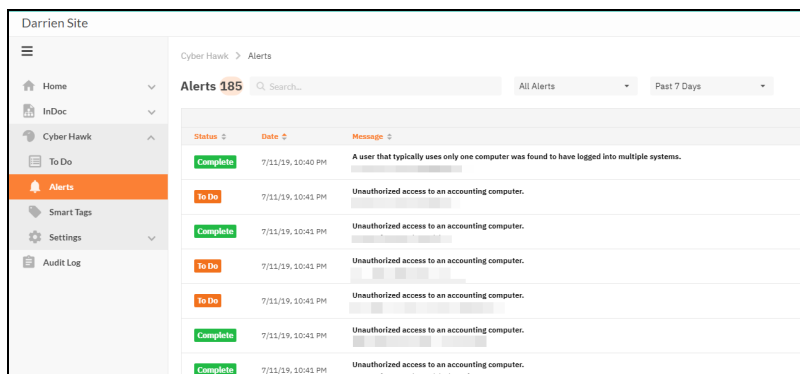 Darrien Site
Cyber Hawk > Alerts
Home
InDoc
Cyber Hawk
To Do
Alerts
Smart Tags
Settings
Audit Log
Alerts 185 Search... All Alerts Past 7 Days
Status Date Message
Complete 7/11/19, 10:40 PM A user that typically uses only one computer was found to have logged into multiple systems.
To Do 7/11/19, 10:41 PM Unauthorized access to an accounting computer.
Complete 7/11/19, 10:41 PM Unauthorized access to an accounting computer.
To Do 7/11/19, 10:41 PM Unauthorized access to an accounting computer.
To Do 7/11/19, 10:41 PM Unauthorized access to an accounting computer.
Complete 7/11/19, 10:41 PM Unauthorized access to an accounting computer.
Complete 7/11/19, 10:41 PM Unauthorized access to an accounting computer.